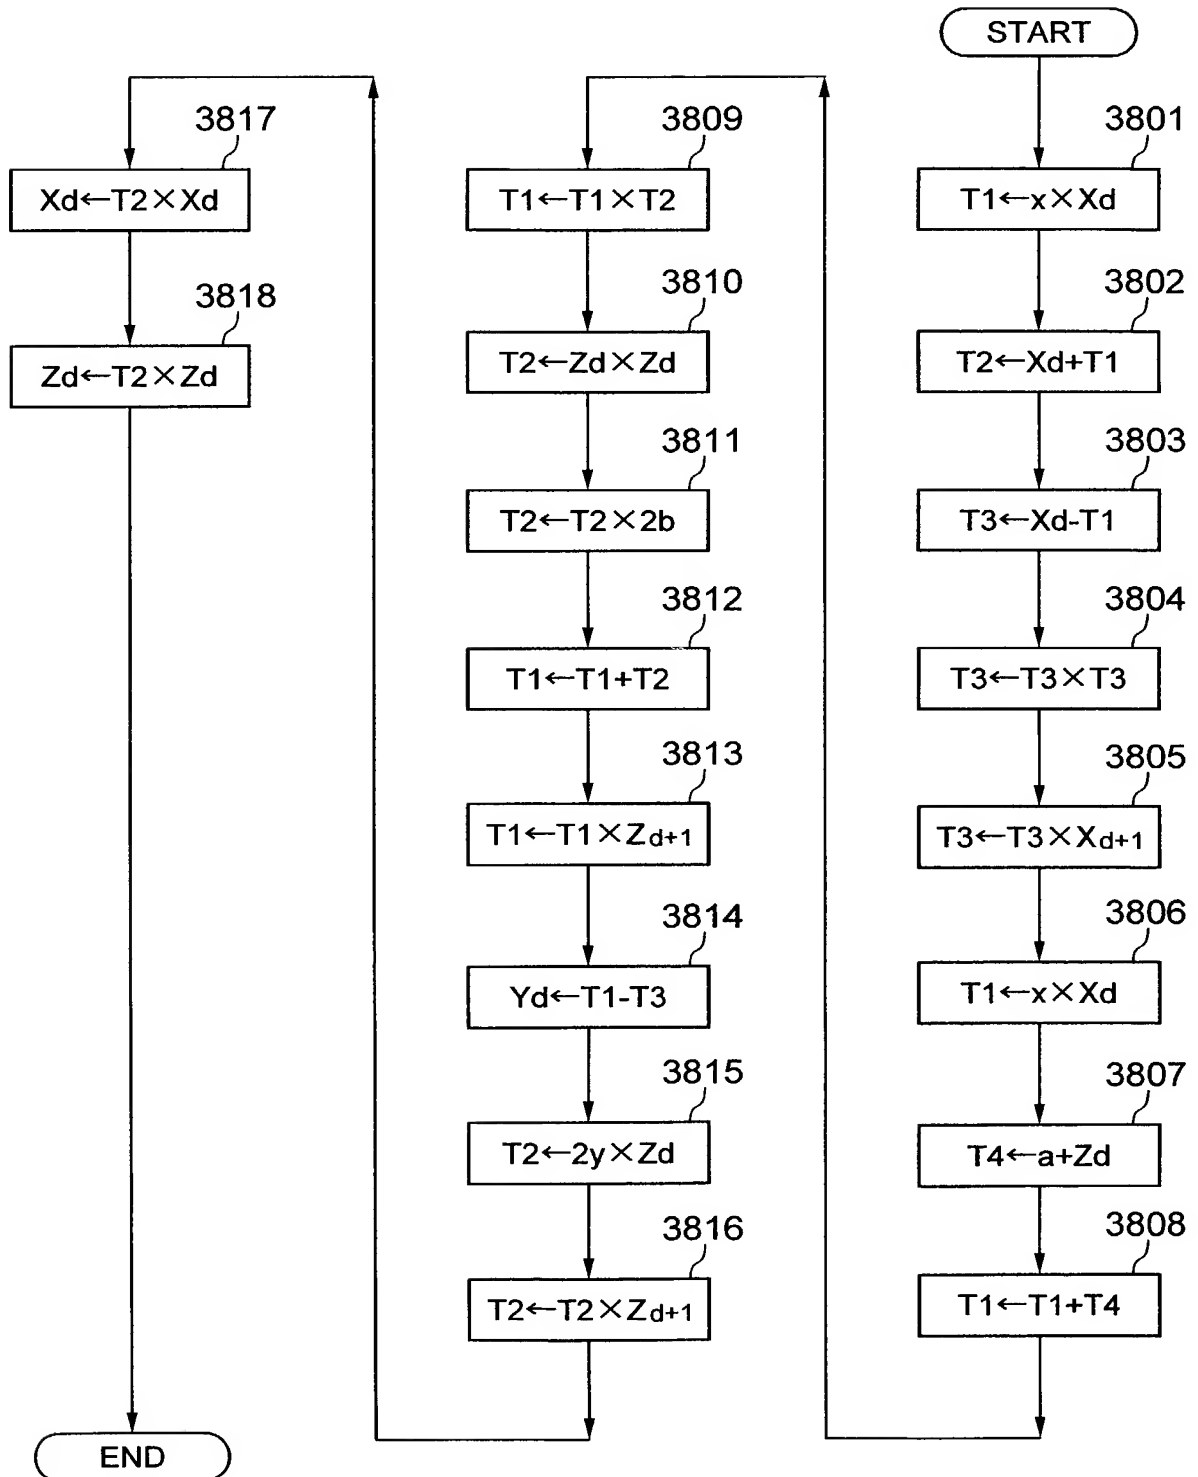 START
3801
T1←x×Xd
3802
T2←Xd+T1
3803
T3←Xd-T1
3804
T3←T3×T3
3805
T3←T3×Xd+1
3806
T1←x×Xd
3807
T4←a+Zd
3808
T1←T1+T4
3809
T1←T1×T2
3810
T2←Zd×Zd
3811
T2←T2×2b
3812
T1←T1+T2
3813
T1←T1×Zd+1
3814
Yd←T1-T3
3815
T2←2y×Zd
3816
T2←T2×Zd+1
3817
Xd←T2×Xd
3818
Zd←T2×Zd
END